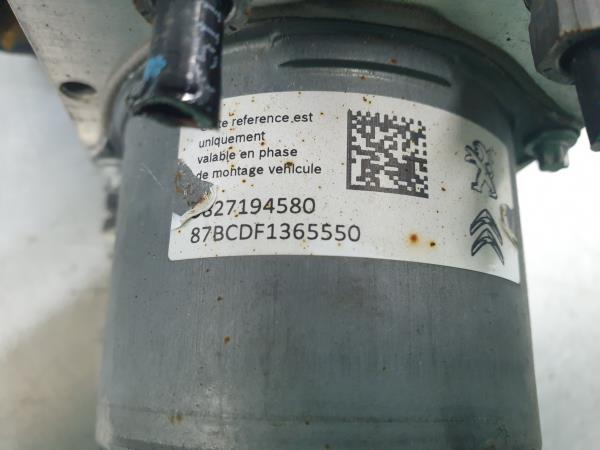 reference est
uniquement
valable en phase
de montage vehicule
827194580
87BCDF1365550